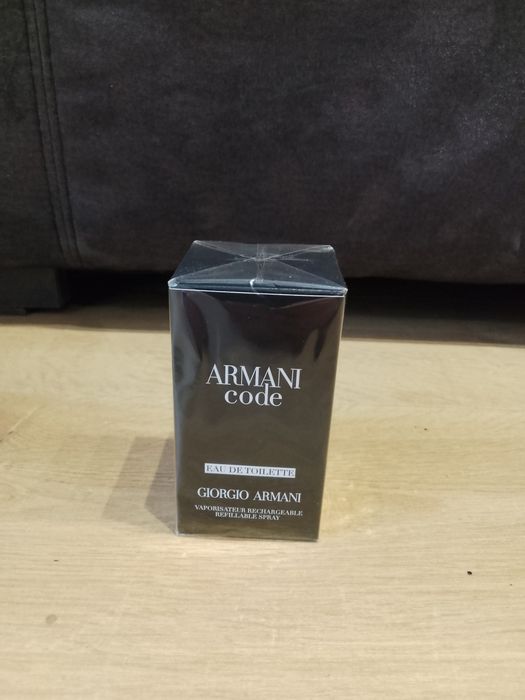 ARMANI
code
EAU DE TOILETTE
GIORGIO ARMANI
VAPORISATEUR RECHARGEABLE
REFILLABLE SPRAY